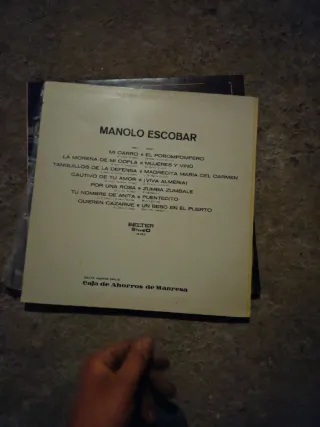 MANOLO ESCOBAR
MI CARRO * EL POROMPOMPERO
LA MORENA DE MI COPLA * MUJERES Y VINO
TANGUILLOS DE LA DEFENSA * MADRECITA MARIA DEL CARMEN
CAUTIVO DE TU AMOR * ¡VIVA ALMERIA!
POR UNA ROSA * ZUMBA ZUMBALE
TU NOMBRE DE ANITA * PUENTECITO
QUIEREN CAZARME * UN BESO EN EL PUERTO
BELTER
Caja de Ahorros de Manresa